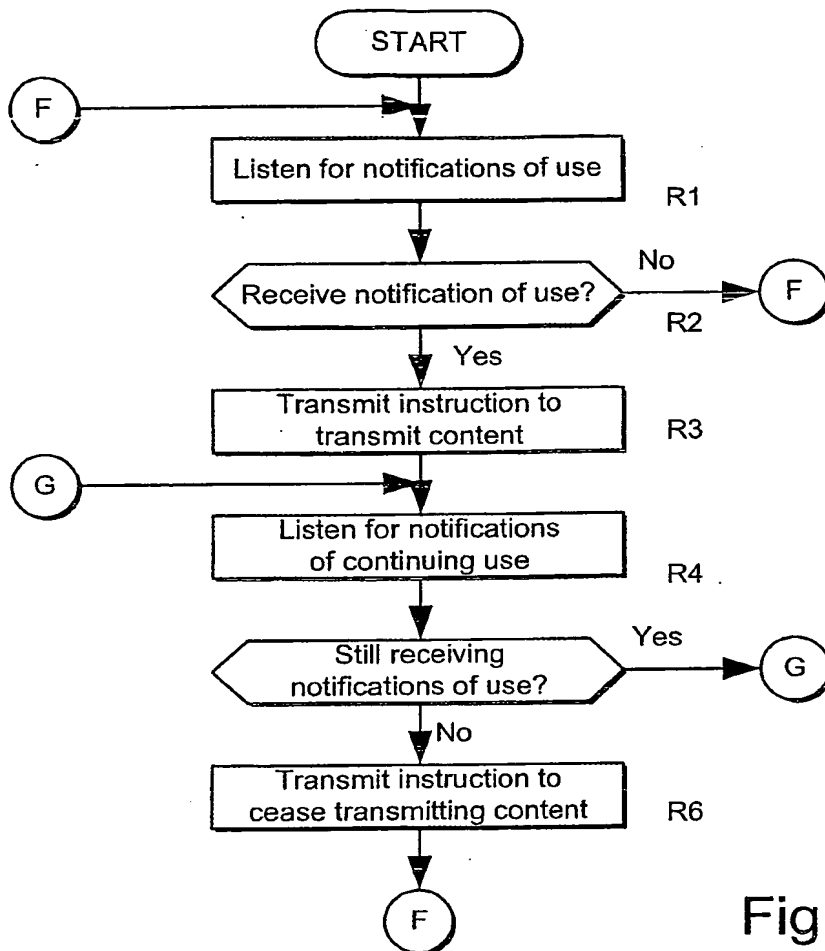 START
F
Listen for notifications of use
R1
No
Receive notification of use?
F
R2
Yes
Transmit instruction to
transmit content
R3
G
Listen for notifications
of continuing use
R4
Yes
Still receiving
notifications of use?
G
No
Transmit instruction to
cease transmitting content
R6
F
Fig